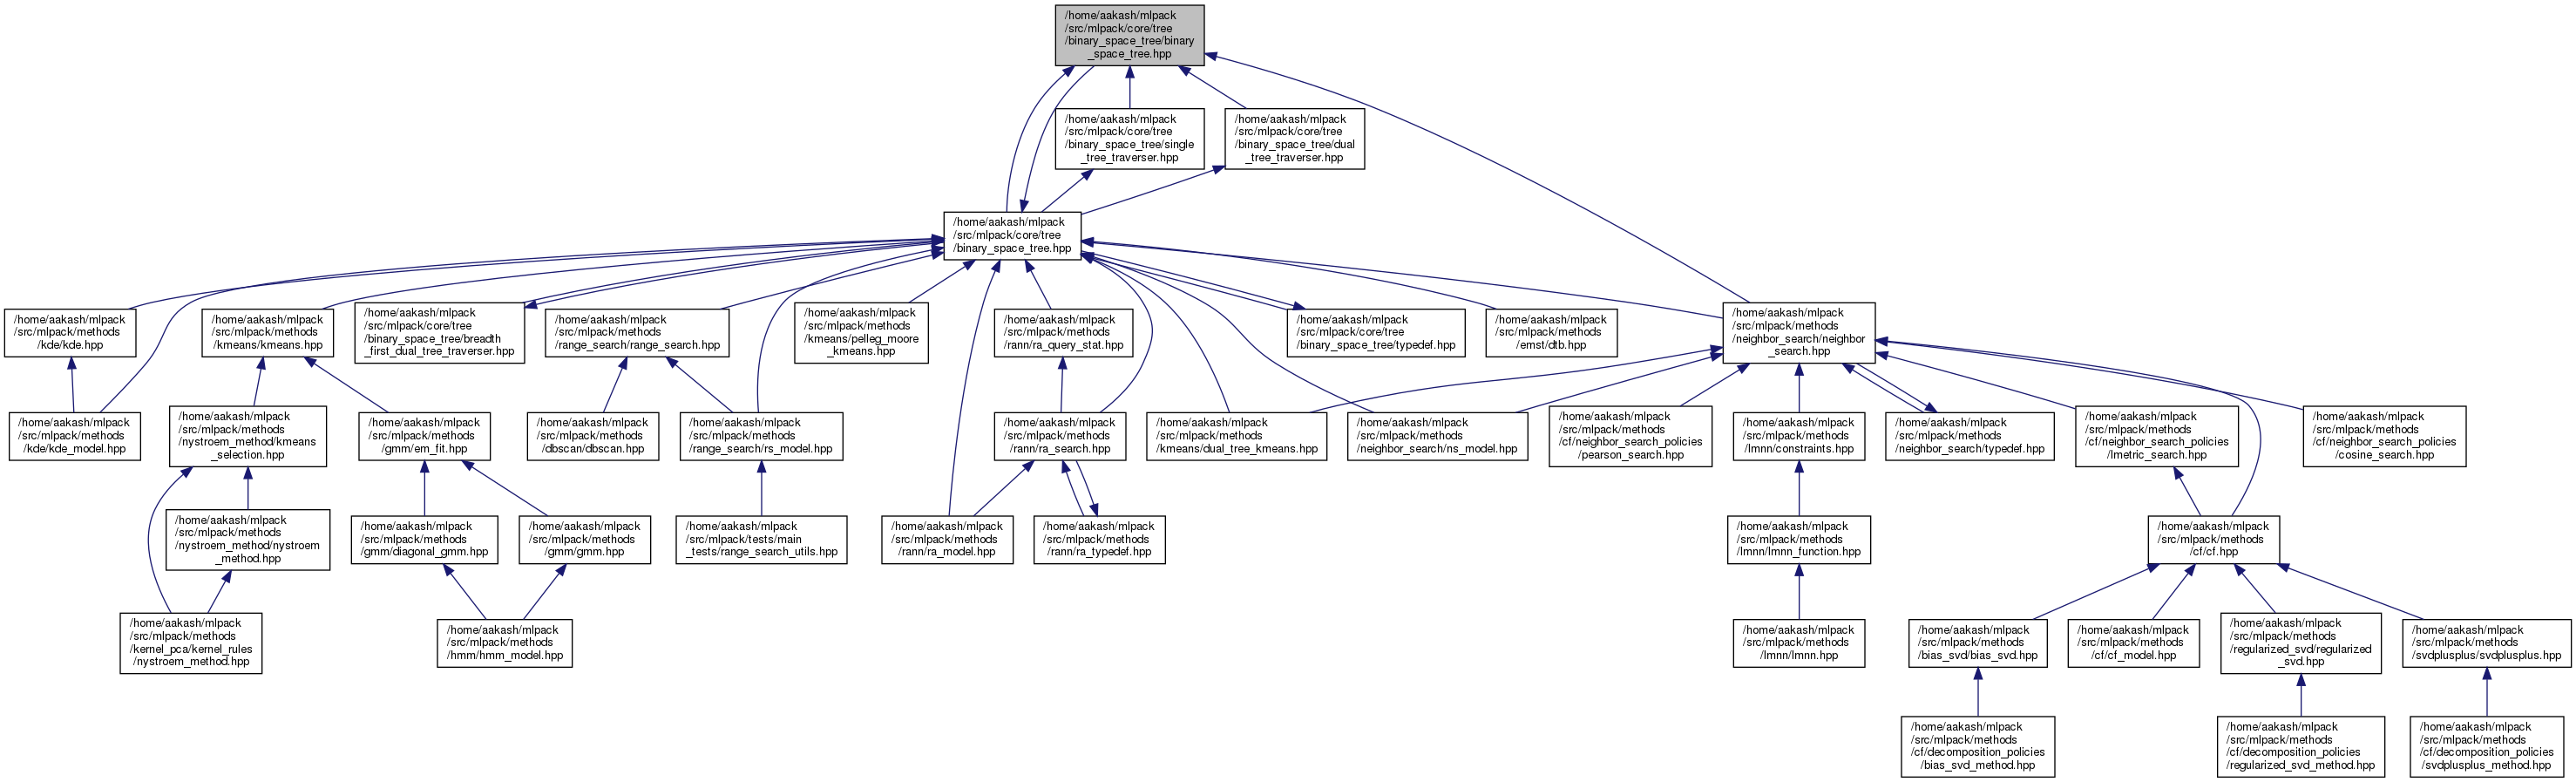 /home/aakash/mlpack
/src/mlpack/core/tree
/binary_space_tree/binary
_space_tree.hpp
/home/aakash/mlpack
/src/mlpack/core/tree
/binary_space_tree/single
_tree_traverser.hpp
/home/aakash/mlpack
/src/mlpack/core/tree
/binary_space_tree/dual
_tree_traverser.hpp
/home/aakash/mlpack
/src/mlpack/core/tree
/binary_space_tree.hpp
/home/aakash/mlpack
/src/mlpack/methods
/kde/kde.hpp
/home/aakash/mlpack
/src/mlpack/methods
/kmeans/kmeans.hpp
/home/aakash/mlpack
/src/mlpack/core/tree
/binary_space_tree/breadth
_first_dual_tree_traverser.hpp
/home/aakash/mlpack
/src/mlpack/methods
/range_search/range_search.hpp
/home/aakash/mlpack
/src/mlpack/methods
/kmeans/pelleg_moore
_kmeans.hpp
/home/aakash/mlpack
/src/mlpack/methods
/rann/ra_query_stat.hpp
/home/aakash/mlpack
/src/mlpack/core/tree
/binary_space_tree/typedef.hpp
/home/aakash/mlpack
/src/mlpack/methods
/emst/dtb.hpp
/home/aakash/mlpack
/src/mlpack/methods
/neighbor_search/neighbor
_search.hpp
/home/aakash/mlpack
/src/mlpack/methods
/kde/kde_model.hpp
/home/aakash/mlpack
/src/mlpack/methods
/nystroem_method/kmeans
_selection.hpp
/home/aakash/mlpack
/src/mlpack/methods
/gmm/em_fit.hpp
/home/aakash/mlpack
/src/mlpack/methods
/dbscan/dbscan.hpp
/home/aakash/mlpack
/src/mlpack/methods
/range_search/rs_model.hpp
/home/aakash/mlpack
/src/mlpack/methods
/rann/ra_search.hpp
/home/aakash/mlpack
/src/mlpack/methods
/kmeans/dual_tree_kmeans.hpp
/home/aakash/mlpack
/src/mlpack/methods
/neighbor_search/ns_model.hpp
/home/aakash/mlpack
/src/mlpack/methods
/cf/neighbor_search_policies
/pearson_search.hpp
/home/aakash/mlpack
/src/mlpack/methods
/lmnn/constraints.hpp
/home/aakash/mlpack
/src/mlpack/methods
/neighbor_search/typedef.hpp
/home/aakash/mlpack
/src/mlpack/methods
/cf/neighbor_search_policies
/lmetric_search.hpp
/home/aakash/mlpack
/src/mlpack/methods
/cf/neighbor_search_policies
/cosine_search.hpp
/home/aakash/mlpack
/src/mlpack/methods
/nystroem_method/nystroem
_method.hpp
/home/aakash/mlpack
/src/mlpack/methods
/gmm/diagonal_gmm.hpp
/home/aakash/mlpack
/src/mlpack/methods
/gmm/gmm.hpp
/home/aakash/mlpack
/src/mlpack/tests/main
_tests/range_search_utils.hpp
/home/aakash/mlpack
/src/mlpack/methods
/rann/ra_model.hpp
/home/aakash/mlpack
/src/mlpack/methods
/rann/ra_typedef.hpp
/home/aakash/mlpack
/src/mlpack/methods
/lmnn/lmnn_function.hpp
/home/aakash/mlpack
/src/mlpack/methods
/cf/cf.hpp
/home/aakash/mlpack
/src/mlpack/methods
/kernel_pca/kernel_rules
/nystroem_method.hpp
/home/aakash/mlpack
/src/mlpack/methods
/hmm/hmm_model.hpp
/home/aakash/mlpack
/src/mlpack/methods
/lmnn/lmnn.hpp
/home/aakash/mlpack
/src/mlpack/methods
/bias_svd/bias_svd.hpp
/home/aakash/mlpack
/src/mlpack/methods
/cf/cf_model.hpp
/home/aakash/mlpack
/src/mlpack/methods
/regularized_svd/regularized
_svd.hpp
/home/aakash/mlpack
/src/mlpack/methods
/svdplusplus/svdplusplus.hpp
/home/aakash/mlpack
/src/mlpack/methods
/cf/decomposition_policies
/bias_svd_method.hpp
/home/aakash/mlpack
/src/mlpack/methods
/cf/decomposition_policies
/regularized_svd_method.hpp
/home/aakash/mlpack
/src/mlpack/methods
/cf/decomposition_policies
/svdplusplus_method.hpp